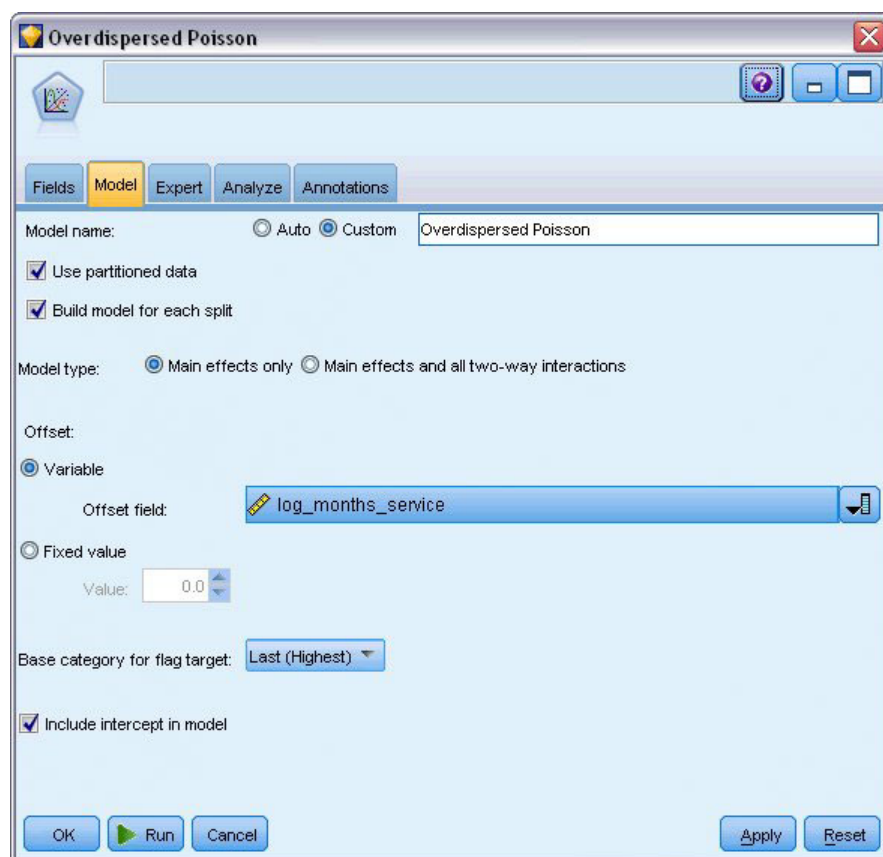 Overdispersed Poisson
?
Fields Model Expert Analyze Annotations
Model name: Auto Custom Overdispersed Poisson
Use partitioned data
Build model for each split
Model type: Main effects only Main effects and all two-way interactions
Offset:
Variable
Offset field: log_months_service
Fixed value
Value: 0.0
Base category for flag target: Last (Highest)
Include intercept in model
OK Run Cancel Apply Reset